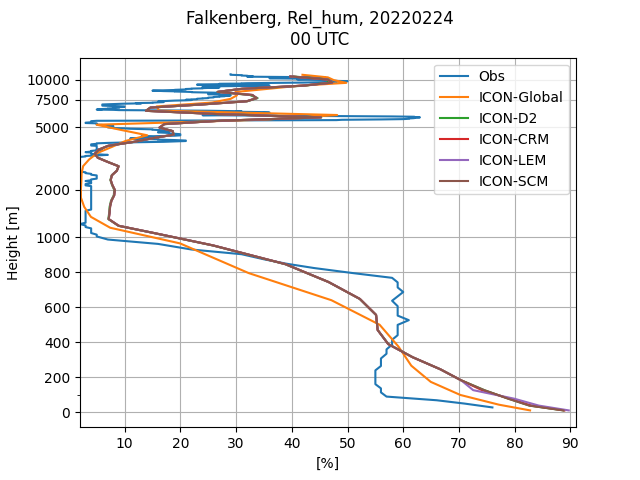 Falkenberg, Rel_hum, 20220224
00 UTC
Obs
ICON-Global
ICON-D2
ICON-CRM
ICON-LEM
ICON-SCM
Height [m]
10000
7500
5000
2000
1000
800
600
400
200
0
10 20 30 40 50 60 70 80 90
[%]